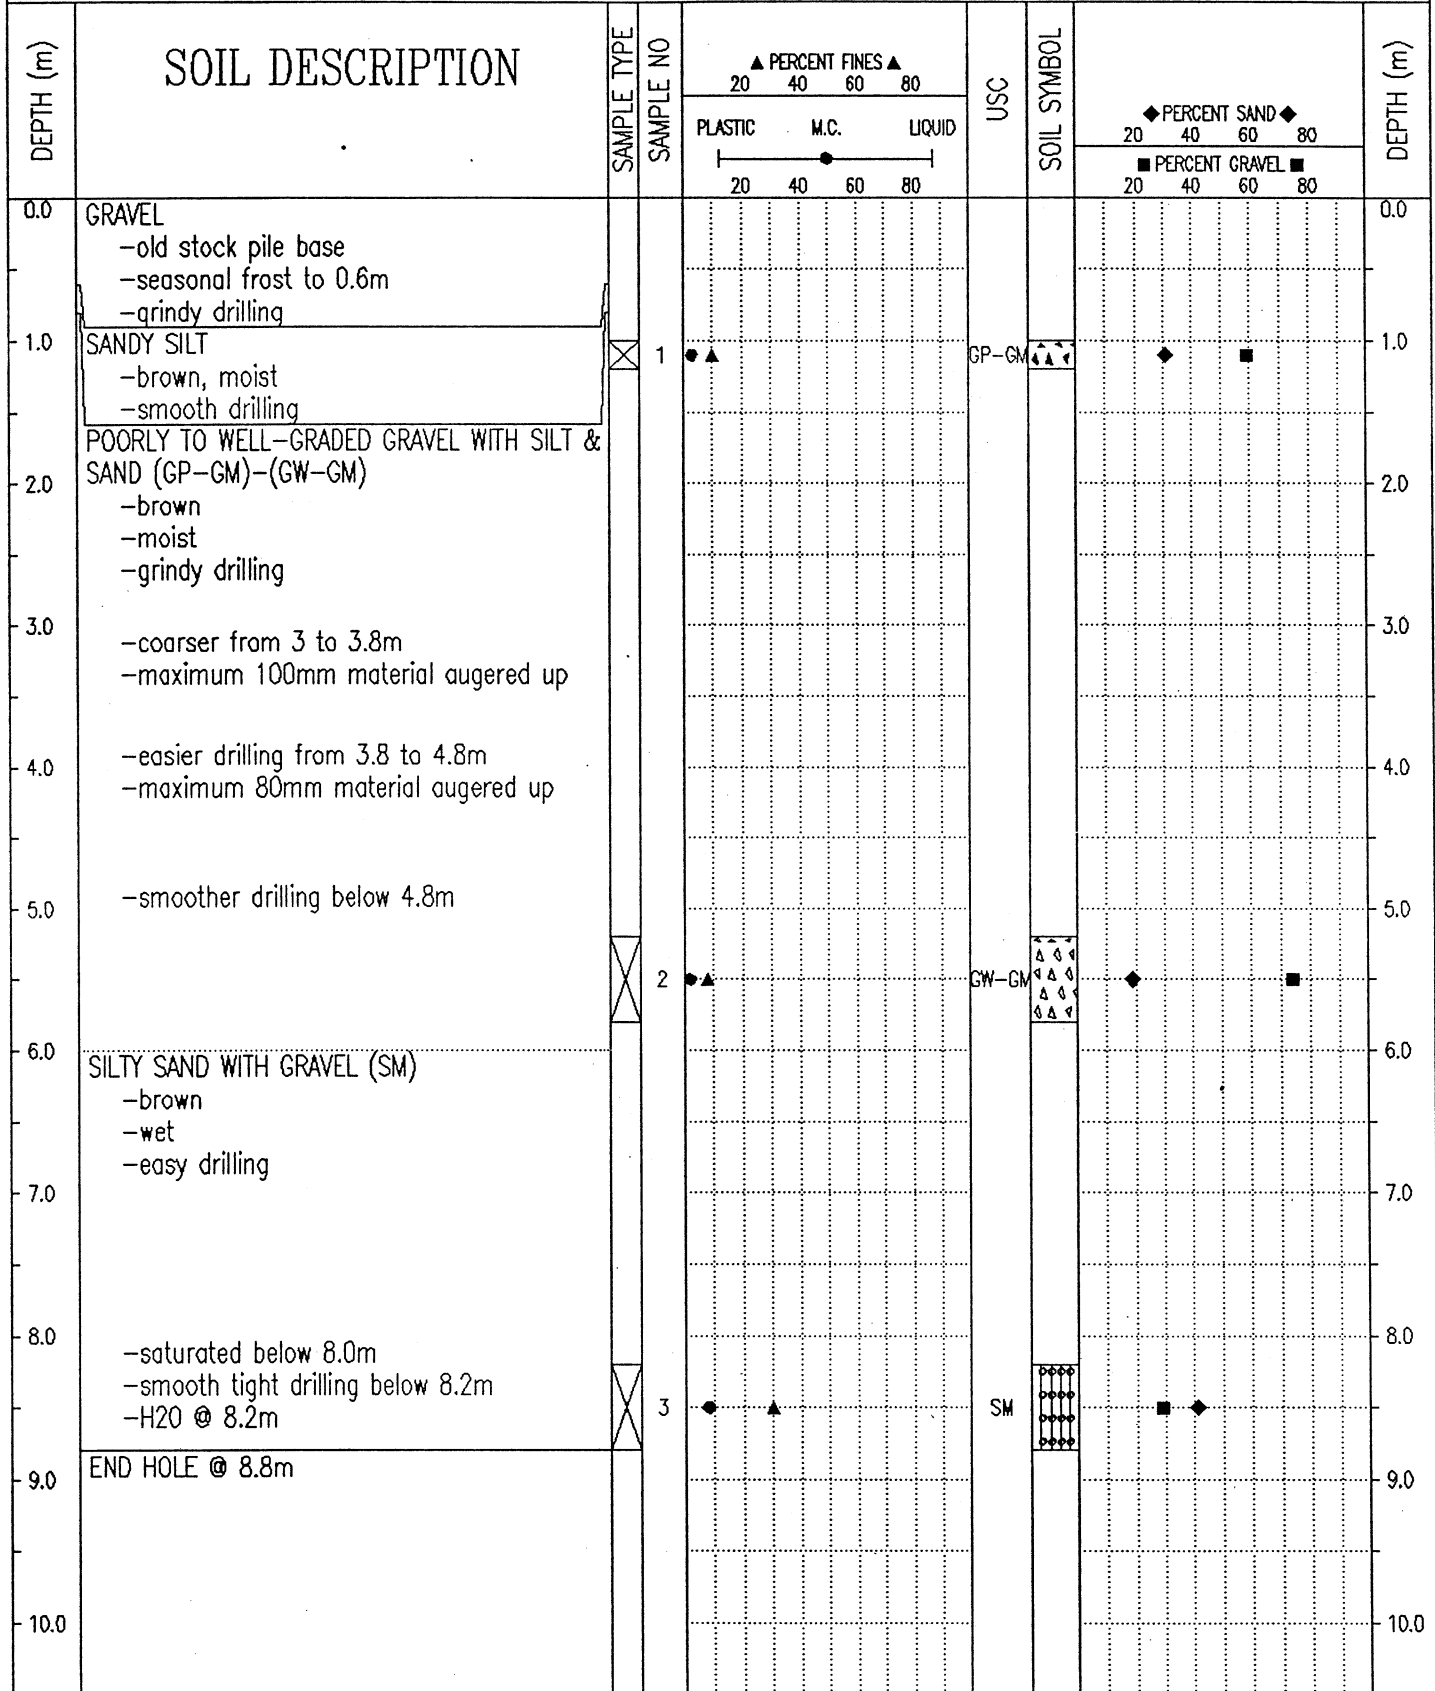 DEPTH (m)
SOIL DESCRIPTION
SAMPLE TYPE
SAMPLE NO
▲ PERCENT FINES ▲
20 40 60 80
PLASTIC M.C. LIQUID
20 40 60 80
USC
SOIL SYMBOL
◆ PERCENT SAND ◆
20 40 60 80
■ PERCENT GRAVEL ■
20 40 60 80
DEPTH (m)
0.0 GRAVEL 0.0
-old stock pile base
-seasonal frost to 0.6m
-grindy drilling
1.0 SANDY SILT 1 GP-GM 1.0
-brown, moist
-smooth drilling
POORLY TO WELL-GRADED GRAVEL WITH SILT &
2.0 SAND (GP-GM)-(GW-GM) 2.0
-brown
-moist
-grindy drilling
3.0 -coarser from 3 to 3.8m 3.0
-maximum 100mm material augered up
-easier drilling from 3.8 to 4.8m
4.0 -maximum 80mm material augered up 4.0
-smoother drilling below 4.8m
5.0 5.0
2 GW-GM
6.0 SILTY SAND WITH GRAVEL (SM) 6.0
-brown
-wet
-easy drilling
7.0 7.0
8.0 -saturated below 8.0m 8.0
-smooth tight drilling below 8.2m
-H2O @ 8.2m 3 SM
9.0 END HOLE @ 8.8m 9.0
10.0 10.0